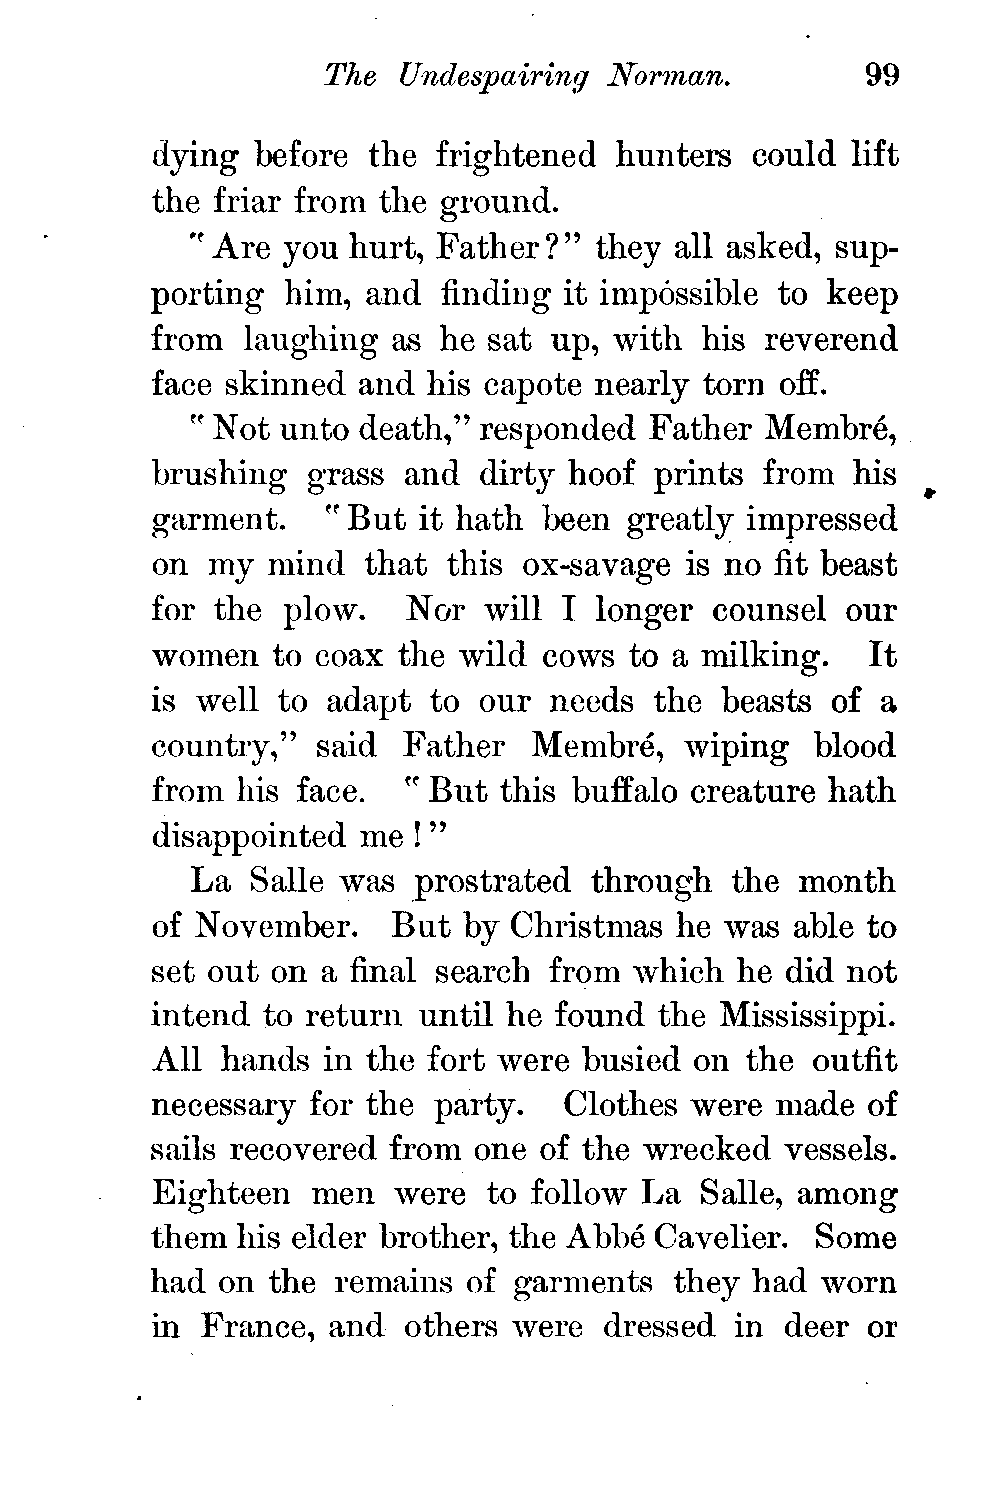 The Undespairing Norman. 99
dying before the frightened hunters could lift
the friar from the ground.
"Are you hurt, Father?" they all asked, sup-
porting him, and finding it impossible to keep
from laughing as he sat up, with his reverend
face skinned and his capote nearly torn off.
"Not unto death," responded Father Membré,
brushing grass and dirty hoof prints from his
garment. "But it hath been greatly impressed
on my mind that this ox-savage is no fit beast
for the plow. Nor will I longer counsel our
women to coax the wild cows to a milking. It
is well to adapt to our needs the beasts of a
country," said Father Membré, wiping blood
from his face. "But this buffalo creature hath
disappointed me!"
La Salle was prostrated through the month
of November. But by Christmas he was able to
set out on a final search from which he did not
intend to return until he found the Mississippi.
All hands in the fort were busied on the outfit
necessary for the party. Clothes were made of
sails recovered from one of the wrecked vessels.
Eighteen men were to follow La Salle, among
them his elder brother, the Abbé Cavelier. Some
had on the remains of garments they had worn
in France, and others were dressed in deer or